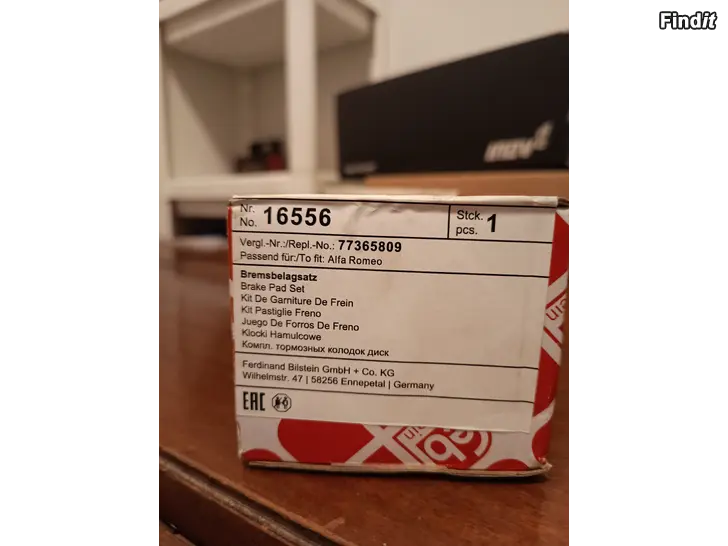 Findit
inov8
Nr.
No. 16556
Stck.
pcs. 1
Vergl.-Nr.:/Repl.-No.: 77365809
Passend für:/To fit: Alfa Romeo
Bremsbelagsatz
Brake Pad Set
Kit De Garniture De Frein
Kit Pastiglie Freno
Juego De Forros De Freno
Klocki Hamulcowe
Компл. тормозных колодок диск
Ferdinand Bilstein GmbH + Co. KG
Wilhelmstr. 47 | 58256 Ennepetal | Germany
EAC
febi